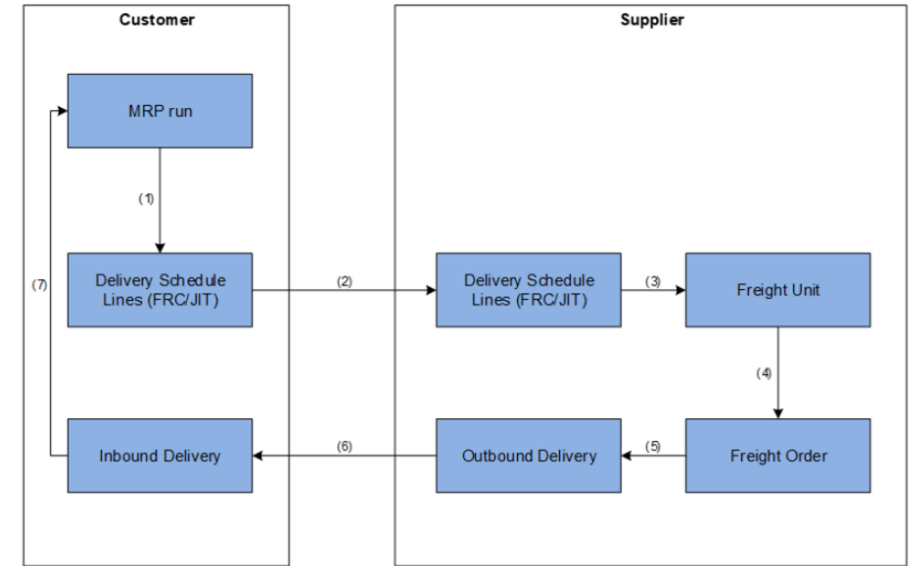 Customer
Supplier
MRP run
(1)
Delivery Schedule
Lines (FRC/JIT)
(2)
Delivery Schedule
Lines (FRC/JIT)
(3)
Freight Unit
(7)
(4)
Inbound Delivery
(6)
Outbound Delivery
(5)
Freight Order